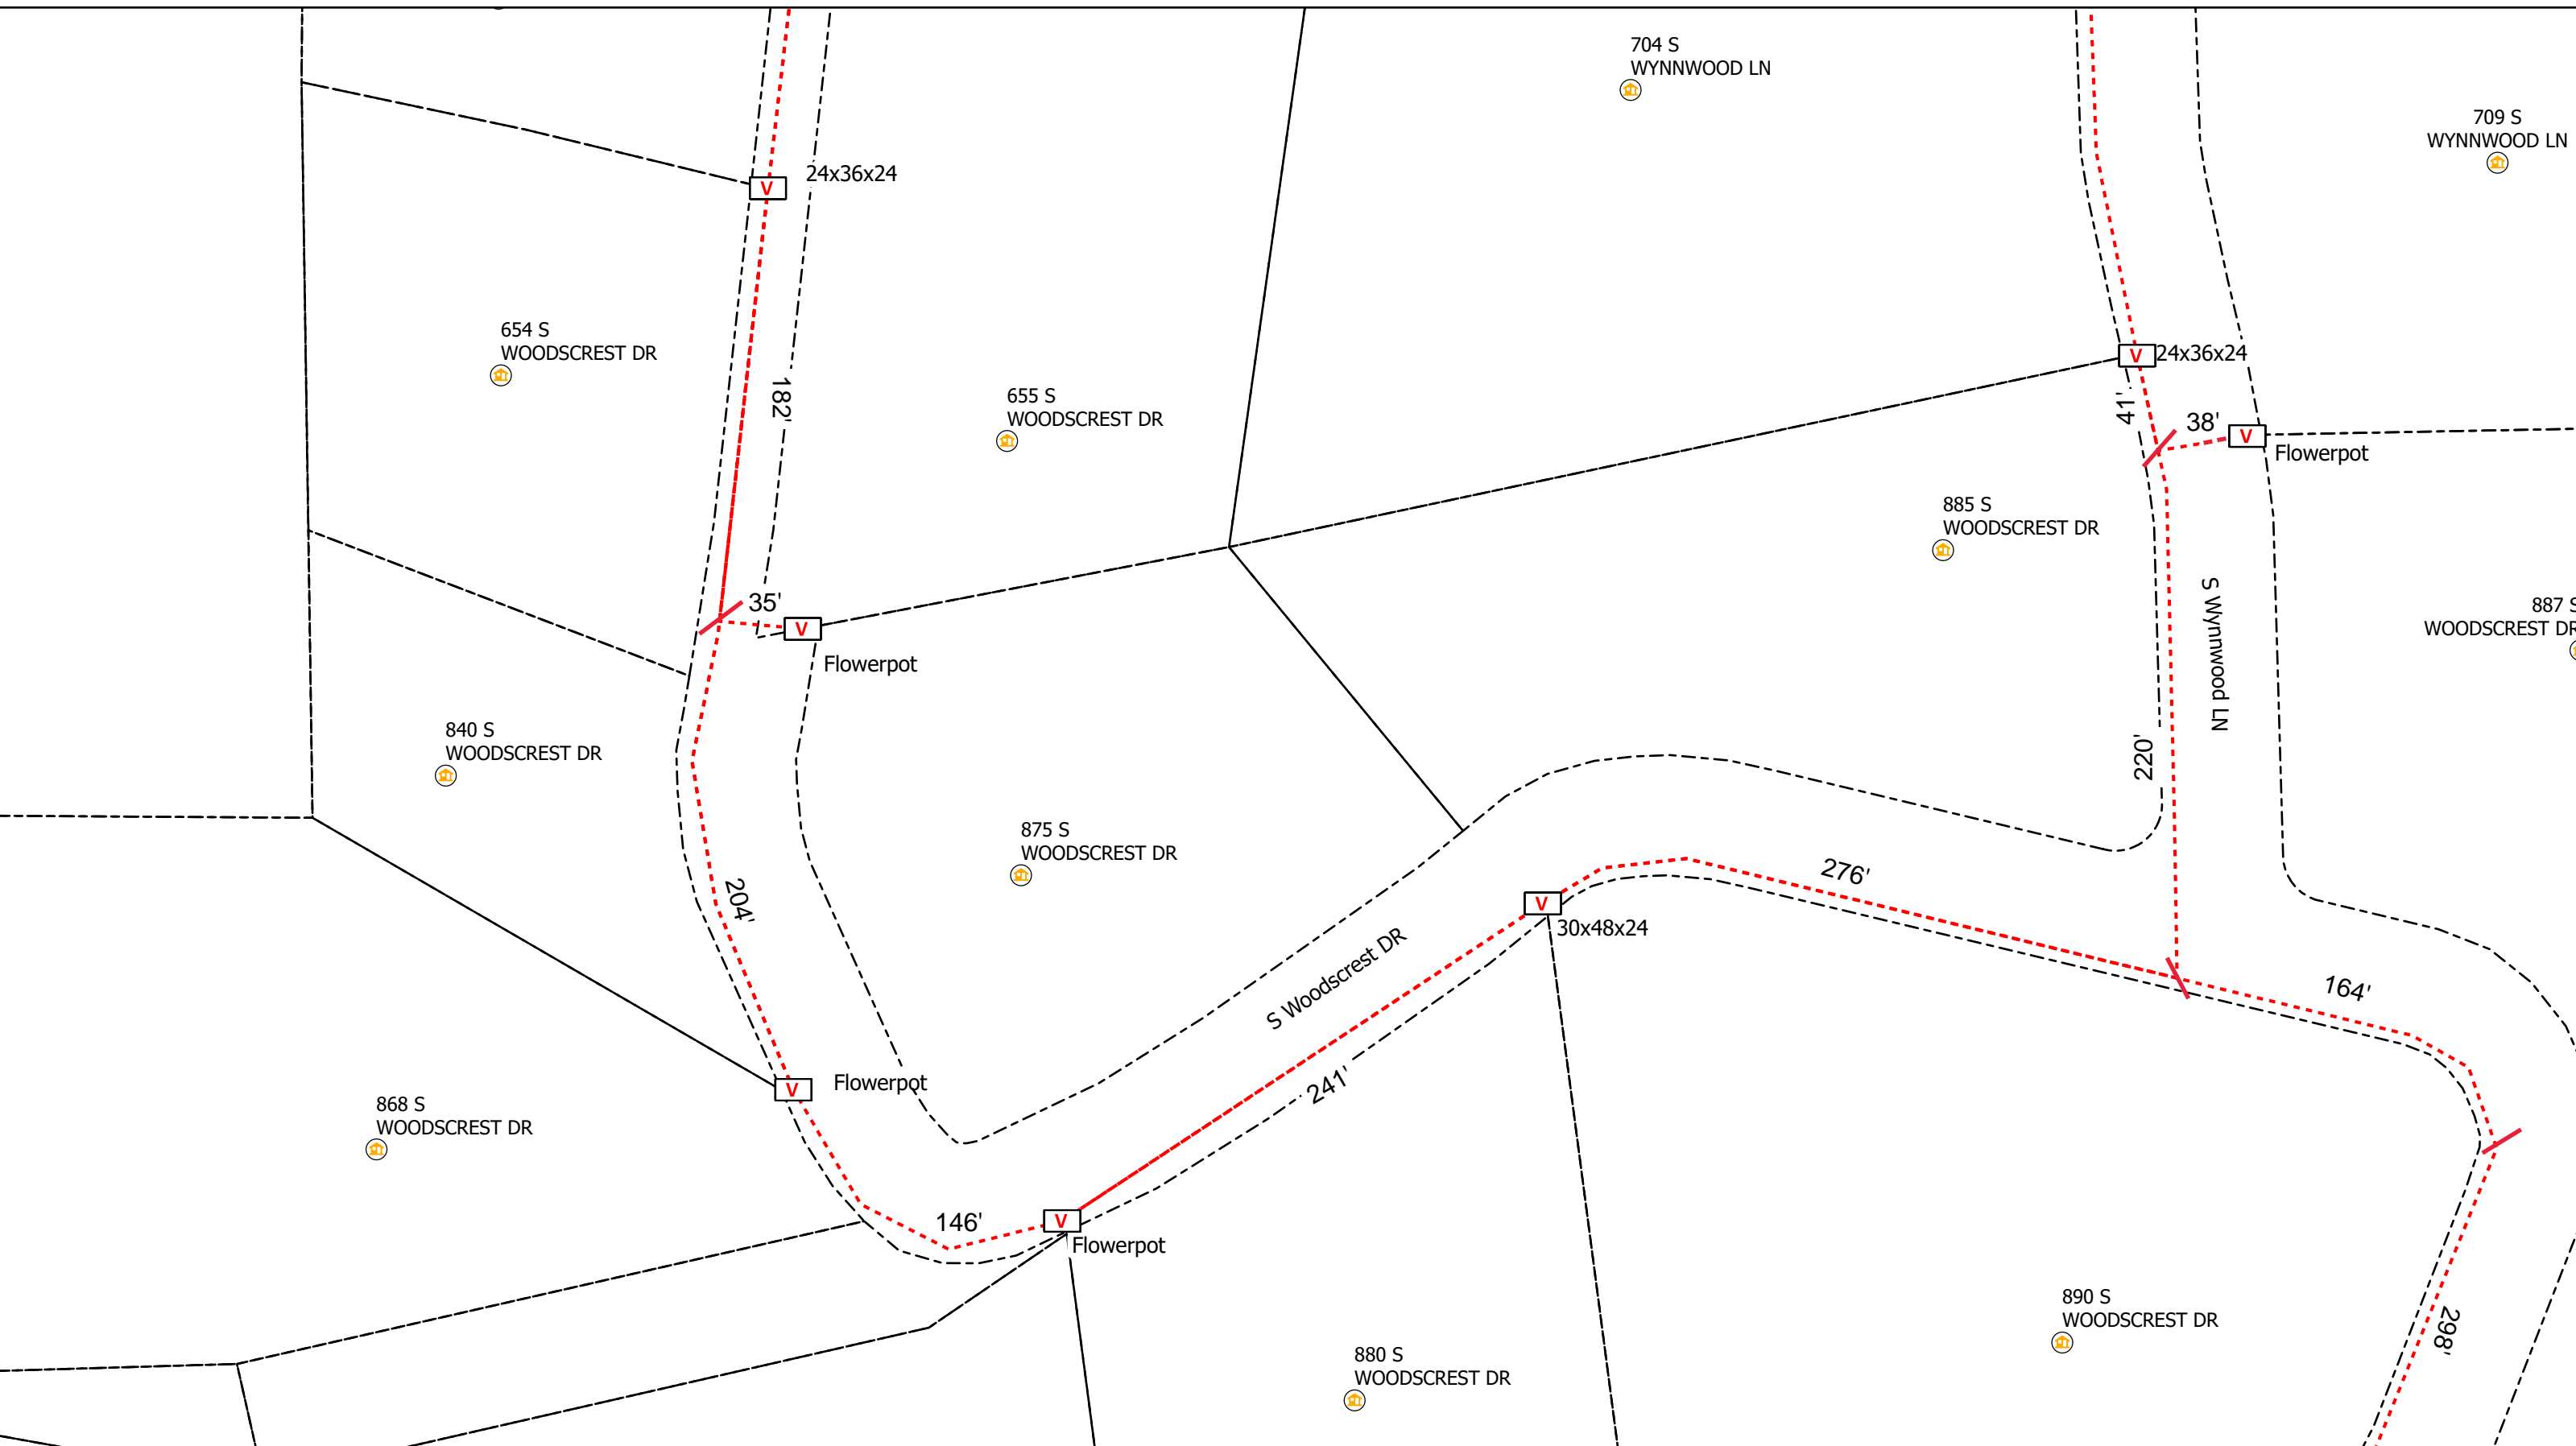 704 S
WYNNWOOD LN
709 S
WYNNWOOD LN
V
24x36x24
654 S
WOODSCREST DR
182'
655 S
WOODSCREST DR
V
24x36x24
41'
38'
V
Flowerpot
885 S
WOODSCREST DR
35'
V
Flowerpot
S Wynnwood LN
887 S
WOODSCREST DR
840 S
WOODSCREST DR
220'
875 S
WOODSCREST DR
204'
276'
V
30x48x24
S Woodscrest DR
164'
V
Flowerpot
241'
868 S
WOODSCREST DR
146'
V
Flowerpot
890 S
WOODSCREST DR
298'
880 S
WOODSCREST DR